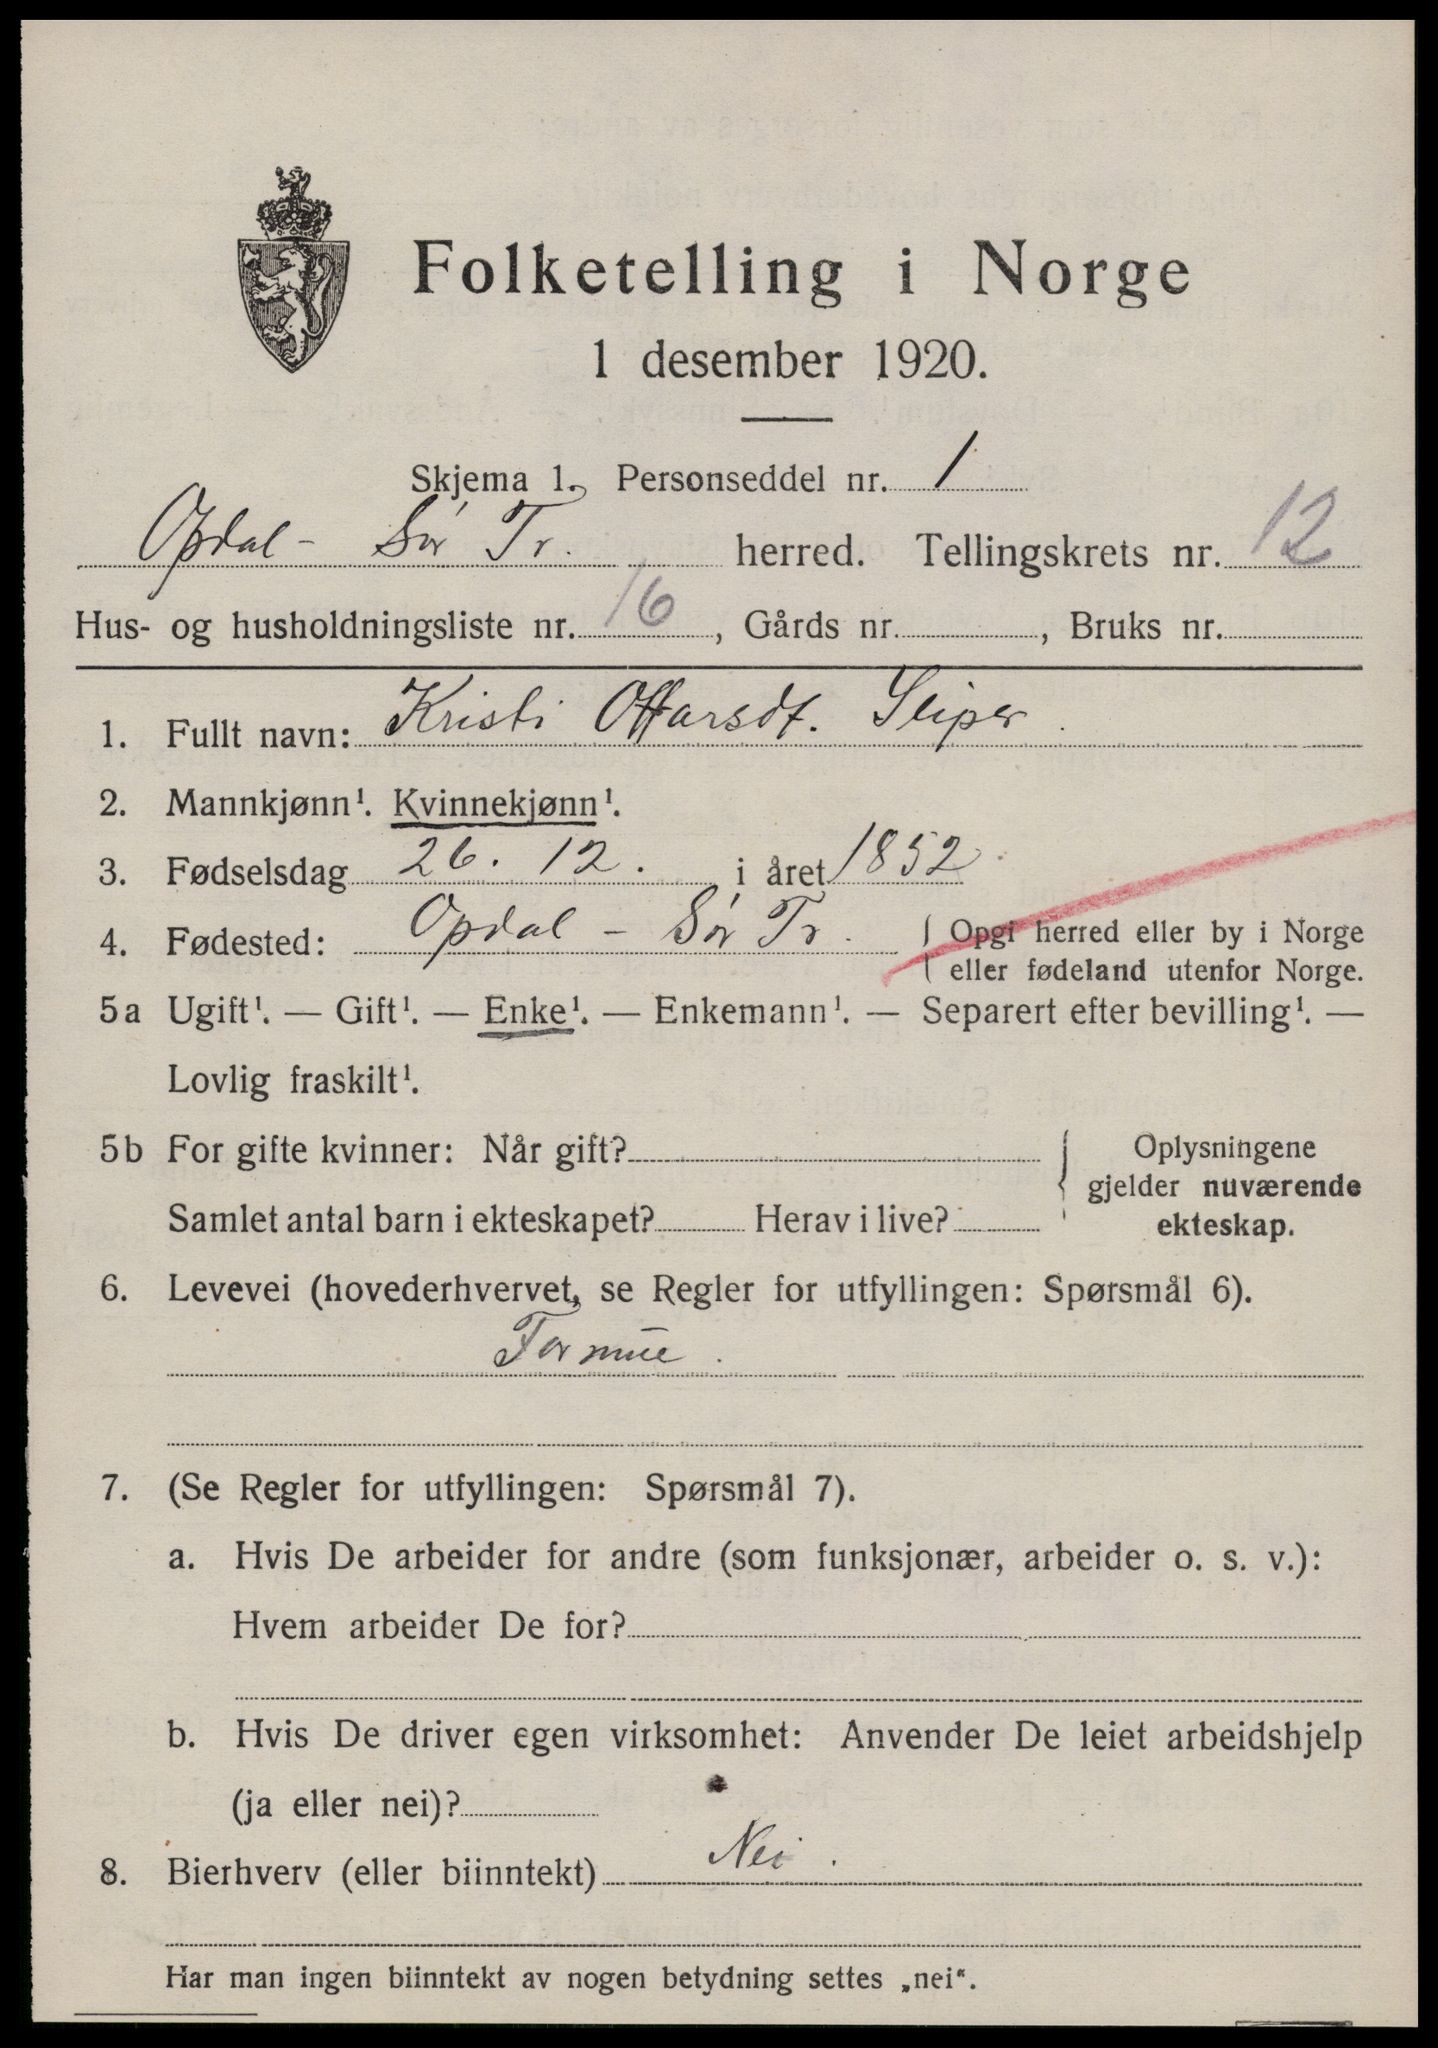 Folketelling i Norge
1 desember 1920.
Skjema 1. Personseddel nr. 1
Opdal - Sör Tr. herred. Tellingskrets nr. 12
Hus- og husholdningsliste nr. 16, Gårds nr., Bruks nr.
1. Fullt navn: Kristi Offarsdt. Sliper.
2. Mannkjønn¹. Kvinnekjønn¹.
3. Fødselsdag 26. 12. i året 1852
4. Fødested: Opdal - Sör Tr. { Opgi herred eller by i Norge
eller fødeland utenfor Norge.
5a Ugift¹. — Gift¹. — Enke¹. — Enkemann¹. — Separert efter bevilling¹. —
Lovlig fraskilt¹.
5b For gifte kvinner: Når gift? { Oplysningene
gjelder nuværende
Samlet antal barn i ekteskapet? Herav i live?
ekteskap.
6. Levevei (hovederhvervet, se Regler for utfyllingen: Spørsmål 6).
Formue.
7. (Se Regler for utfyllingen: Spørsmål 7).
a. Hvis De arbeider for andre (som funksjonær, arbeider o. s. v.):
Hvem arbeider De for?
b. Hvis De driver egen virksomhet: Anvender De leiet arbeidshjelp
(ja eller nei)?
8. Bierhverv (eller biinntekt) Nei.
Har man ingen biinntekt av nogen betydning settes „nei“.